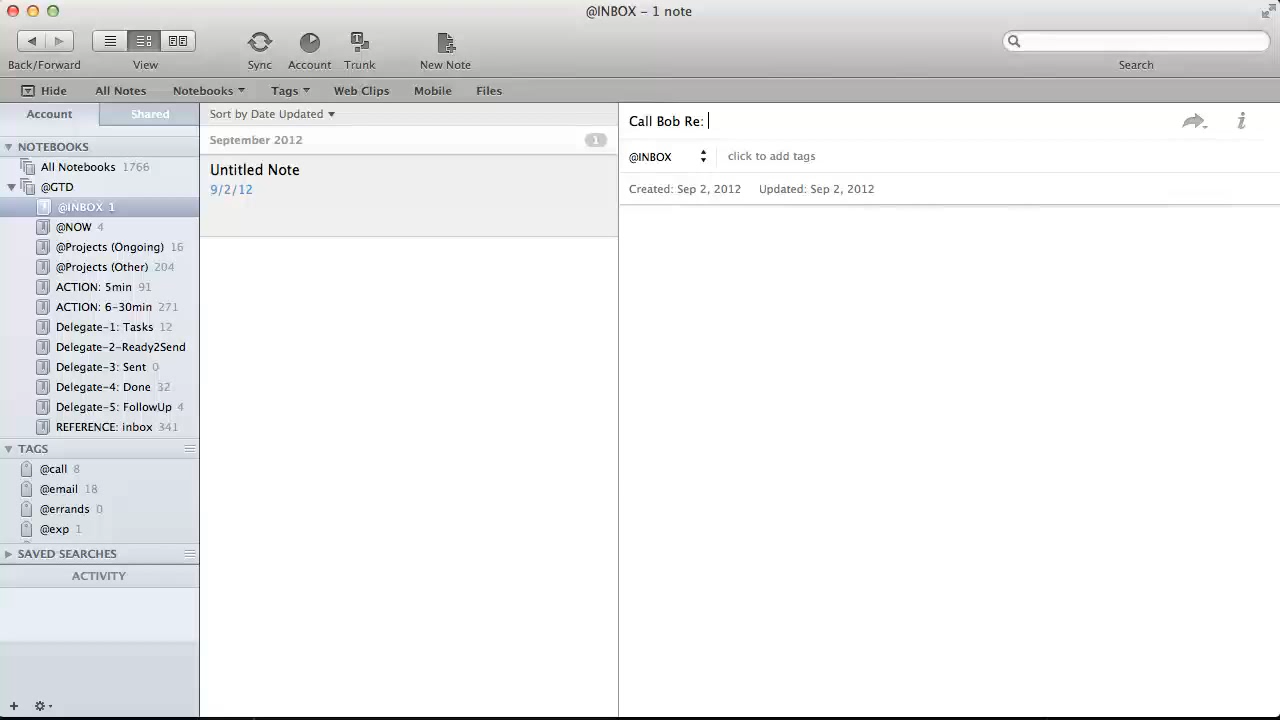 @INBOX – 1 note
Back/Forward
View
Sync
Account
Trunk
New Note
Search
Hide
All Notes
Notebooks
Tags
Web Clips
Mobile
Files
Account
Shared
NOTEBOOKS
All Notebooks 1766
@GTD
@INBOX 1
@NOW 4
@Projects (Ongoing) 16
@Projects (Other) 204
ACTION: 5min 91
ACTION: 6-30min 271
Delegate-1: Tasks 12
Delegate-2-Ready2Send
Delegate-3: Sent 0
Delegate-4: Done 32
Delegate-5: FollowUp 4
REFERENCE: inbox 341
TAGS
@call 8
@email 18
@errands 0
@exp 1
SAVED SEARCHES
ACTIVITY
Sort by Date Updated
September 2012 1
Untitled Note
9/2/12
Call Bob Re:
@INBOX click to add tags
Created: Sep 2, 2012 Updated: Sep 2, 2012